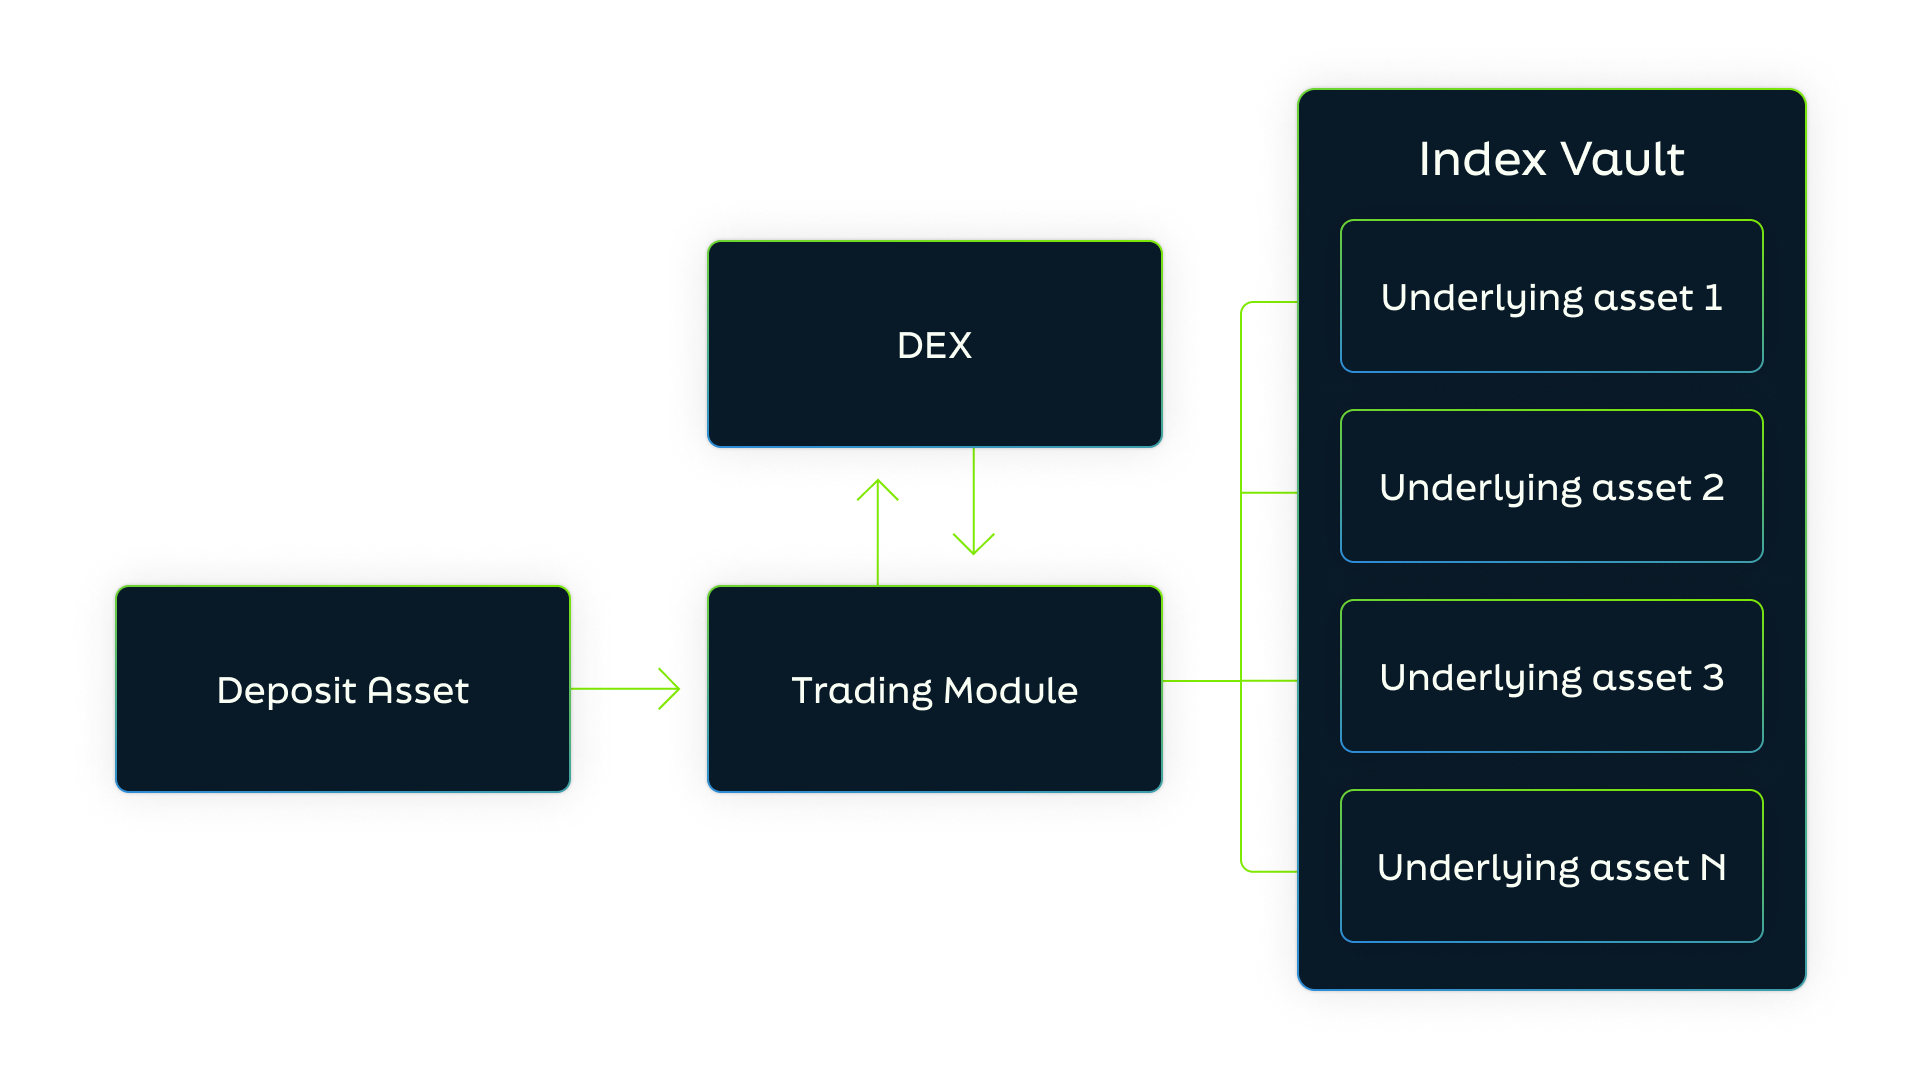 Index Vault
Underlying asset 1
DEX
Underlying asset 2
Deposit Asset
Trading Module
Underlying asset 3
Underlying asset N